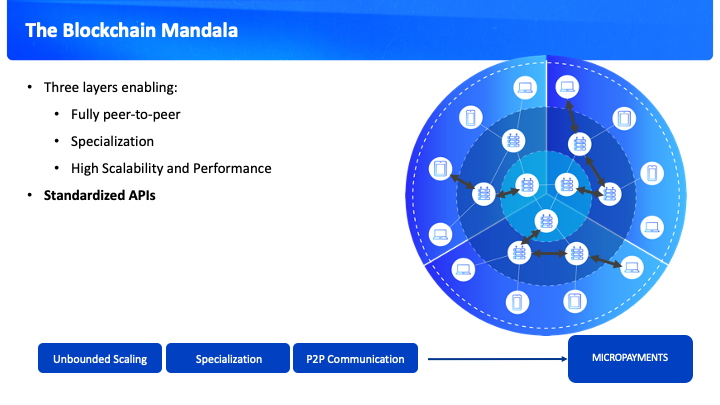 The Blockchain Mandala
• Three layers enabling:
• Fully peer-to-peer
• Specialization
• High Scalability and Performance
• Standardized APIs
Unbounded Scaling
Specialization
P2P Communication
MICROPAYMENTS